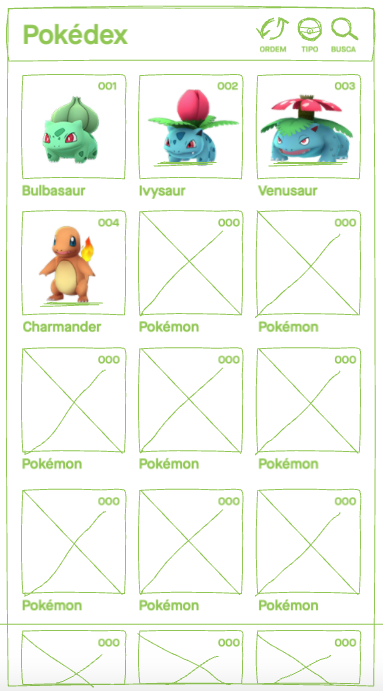 Pokédex
ORDEM TIPO BUSCA
001 002 003
Bulbasaur Ivysaur Venusaur
004 000 000
Charmander Pokémon Pokémon
000 000 000
Pokémon Pokémon Pokémon
000 000 000
Pokémon Pokémon Pokémon
000 000 000